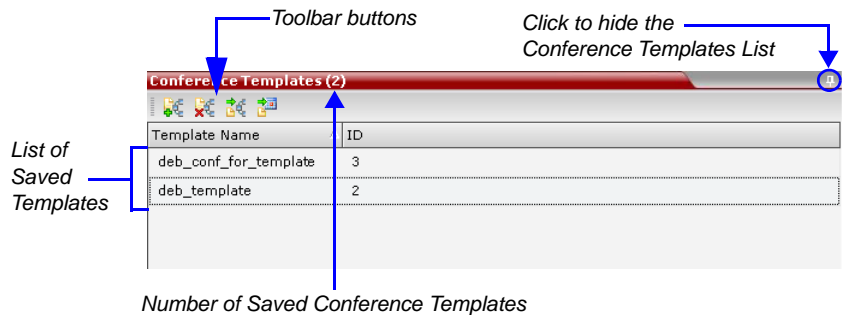 Toolbar buttons
Click to hide the
Conference Templates List
Conference Templates (2)
Template Name ID
List of
Saved
Templates
deb_conf_for_template 3
deb_template 2
Number of Saved Conference Templates